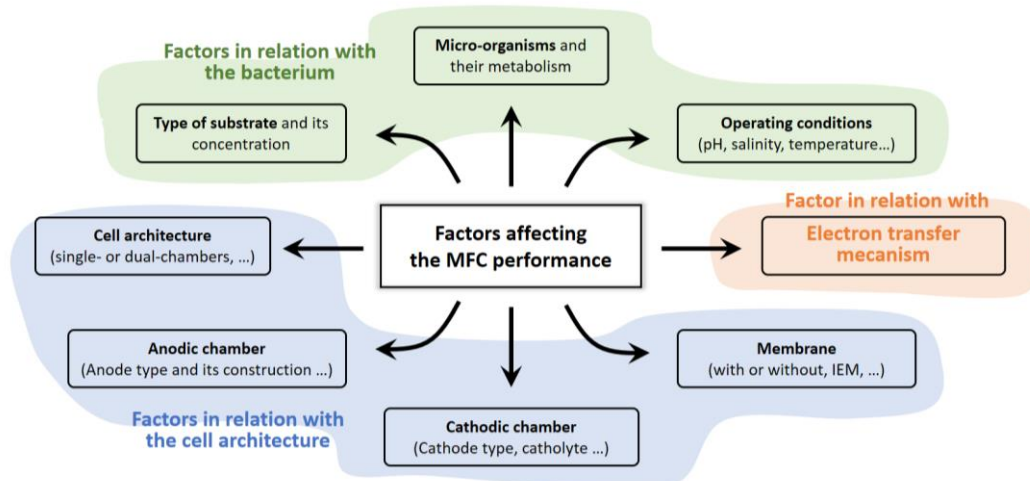 Factors in relation with
the bacterium
Micro-organisms and
their metabolism
Type of substrate and its
concentration
Operating conditions
(pH, salinity, temperature...)
Factors affecting
the MFC performance
Factor in relation with
Electron transfer
mecanism
Cell architecture
(single- or dual-chambers, ...)
Anodic chamber
(Anode type and its construction ...)
Membrane
(with or without, IEM, ...)
Factors in relation with
the cell architecture
Cathodic chamber
(Cathode type, catholyte ...)